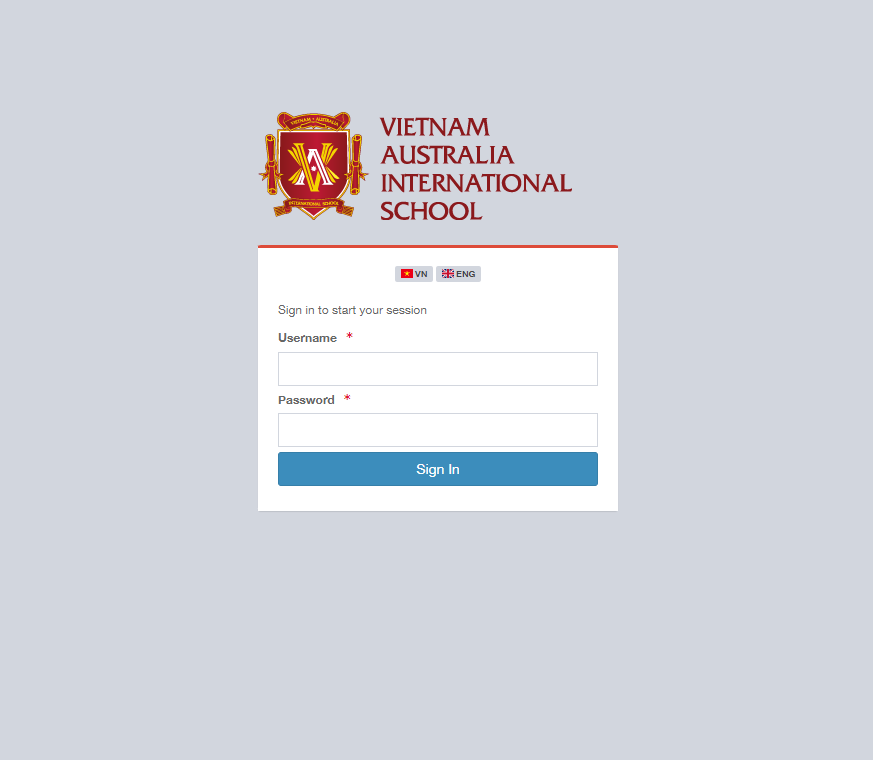 VIETNAM • AUSTRALIA
VA
INTERNATIONAL SCHOOL
VIETNAM
AUSTRALIA
INTERNATIONAL
SCHOOL
VN ENG
Sign in to start your session
Username *
Password *
Sign In